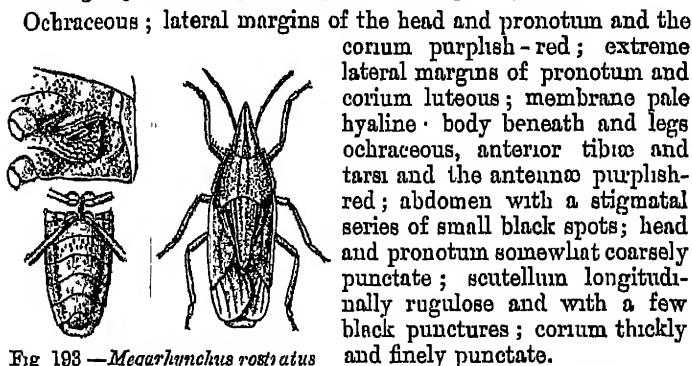 Ochraceous ; lateral margins of the head and pronotum and the
corium purplish-red ; extreme
lateral margins of pronotum and
corium luteous ; membrane pale
hyaline · body beneath and legs
ochraceous, anterior tibiæ and
tarsi and the antennæ purplish-
red ; abdomen with a stigmatal
series of small black spots; head
and pronotum somewhat coarsely
punctate ; scutellum longitudi-
nally rugulose and with a few
black punctures ; corium thickly
and finely punctate.
Fig 193 —Megarhynchus rostratus